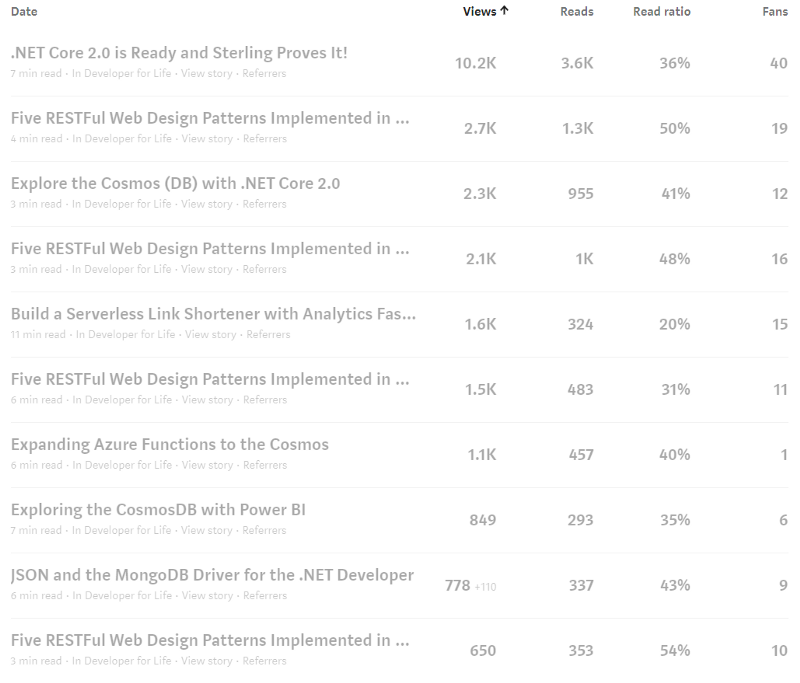 Date Views ↑ Reads Read ratio Fans
.NET Core 2.0 is Ready and Sterling Proves It! 10.2K 3.6K 36% 40
7 min read · In Developer for Life · View story · Referrers
Five RESTFul Web Design Patterns Implemented in ... 2.7K 1.3K 50% 19
4 min read · In Developer for Life · View story · Referrers
Explore the Cosmos (DB) with .NET Core 2.0 2.3K 955 41% 12
3 min read · In Developer for Life · View story · Referrers
Five RESTFul Web Design Patterns Implemented in ... 2.1K 1K 48% 16
3 min read · In Developer for Life · View story · Referrers
Build a Serverless Link Shortener with Analytics Fas... 1.6K 324 20% 15
11 min read · In Developer for Life · View story · Referrers
Five RESTFul Web Design Patterns Implemented in ... 1.5K 483 31% 11
6 min read · In Developer for Life · View story · Referrers
Expanding Azure Functions to the Cosmos 1.1K 457 40% 1
6 min read · In Developer for Life · View story · Referrers
Exploring the CosmosDB with Power BI 849 293 35% 6
7 min read · In Developer for Life · View story · Referrers
JSON and the MongoDB Driver for the .NET Developer 778 +110 337 43% 9
6 min read · In Developer for Life · View story · Referrers
Five RESTFul Web Design Patterns Implemented in ... 650 353 54% 10
3 min read · In Developer for Life · View story · Referrers